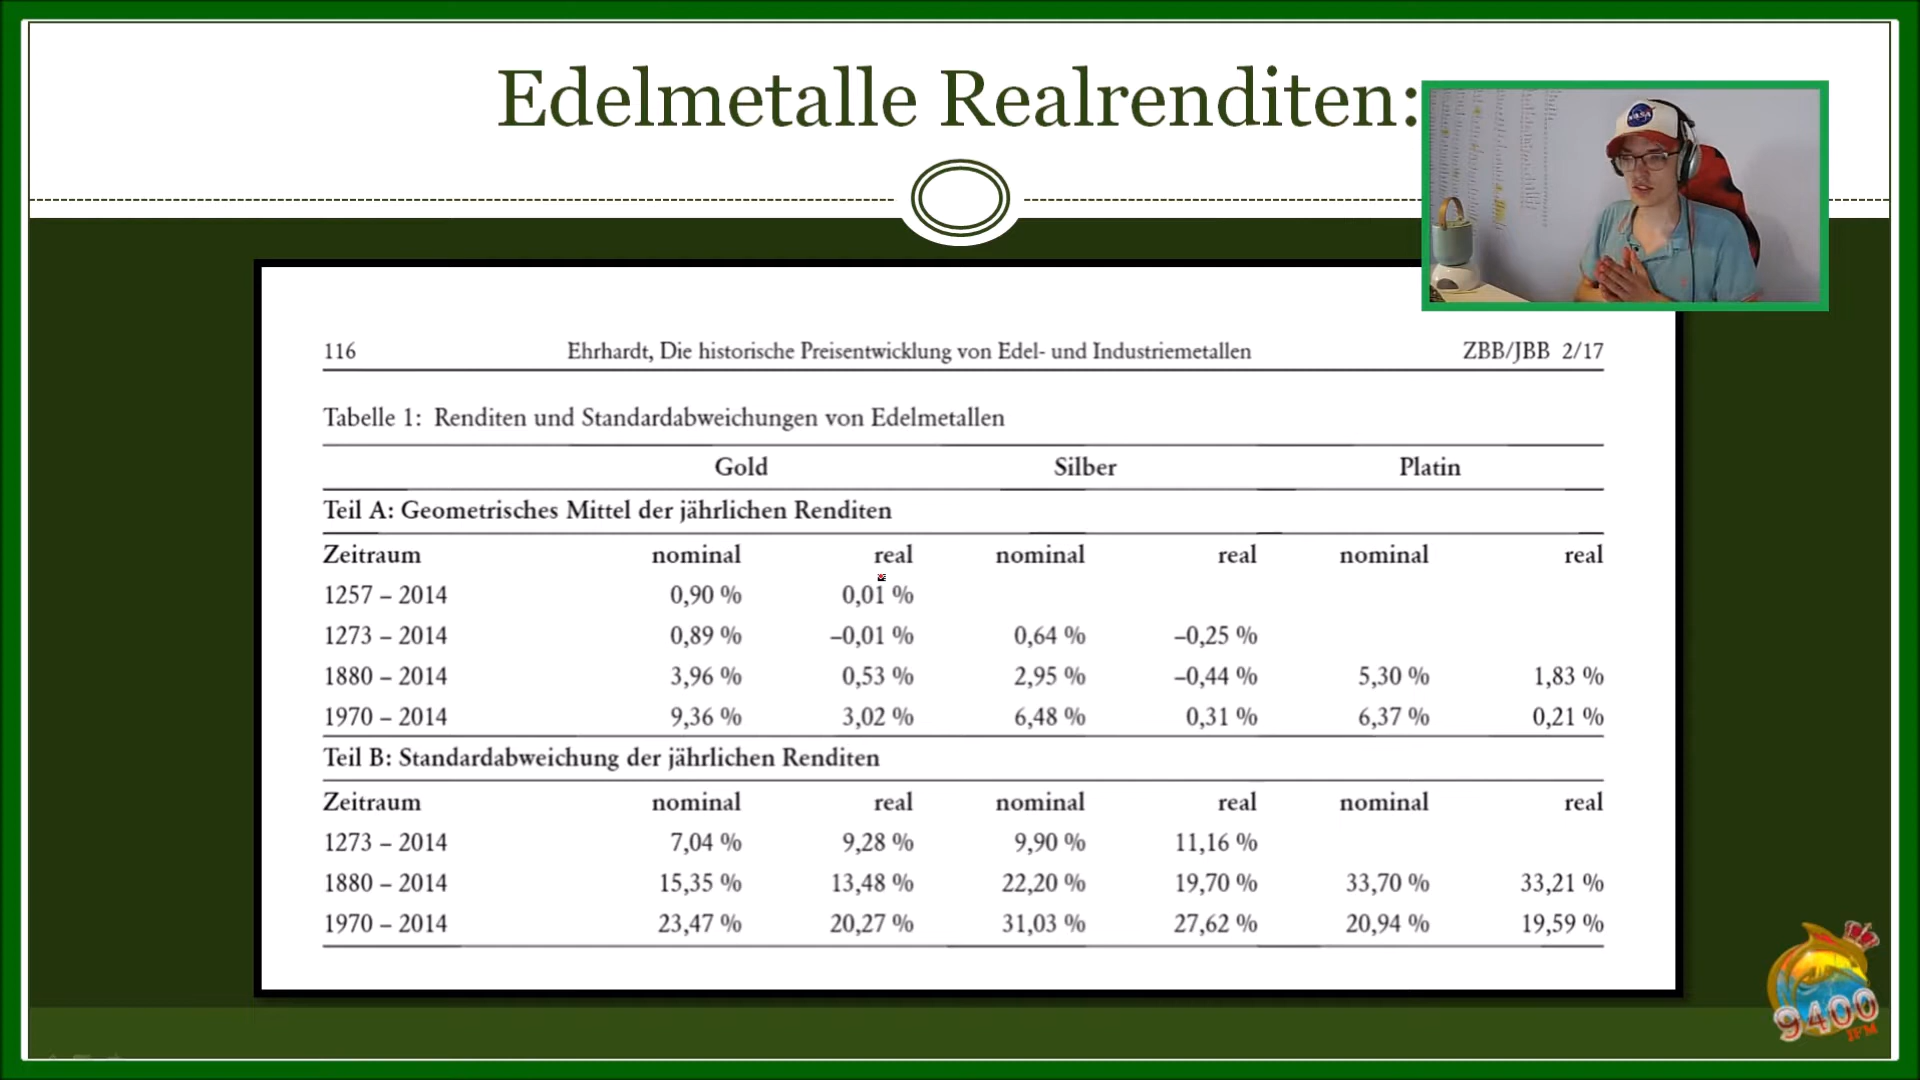 Edelmetalle Realrenditen:
NASA
116 Ehrhardt, Die historische Preisentwicklung von Edel- und Industriemetallen ZBB/JBB 2/17
Tabelle 1: Renditen und Standardabweichungen von Edelmetallen
Gold Silber Platin
Teil A: Geometrisches Mittel der jährlichen Renditen
Zeitraum nominal real nominal real nominal real
1257 – 2014 0,90 % 0,01 %
1273 – 2014 0,89 % –0,01 % 0,64 % –0,25 %
1880 – 2014 3,96 % 0,53 % 2,95 % –0,44 % 5,30 % 1,83 %
1970 – 2014 9,36 % 3,02 % 6,48 % 0,31 % 6,37 % 0,21 %
Teil B: Standardabweichung der jährlichen Renditen
Zeitraum nominal real nominal real nominal real
1273 – 2014 7,04 % 9,28 % 9,90 % 11,16 %
1880 – 2014 15,35 % 13,48 % 22,20 % 19,70 % 33,70 % 33,21 %
1970 – 2014 23,47 % 20,27 % 31,03 % 27,62 % 20,94 % 19,59 %
9400